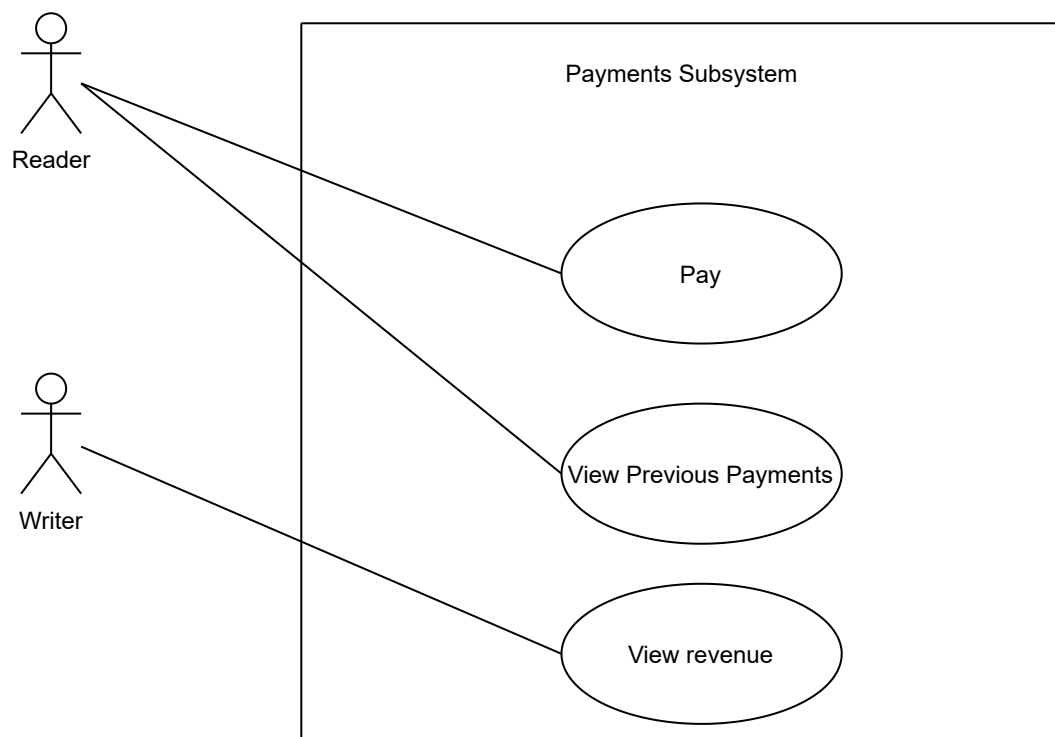 Payments Subsystem
Reader
Pay
View Previous Payments
Writer
View revenue